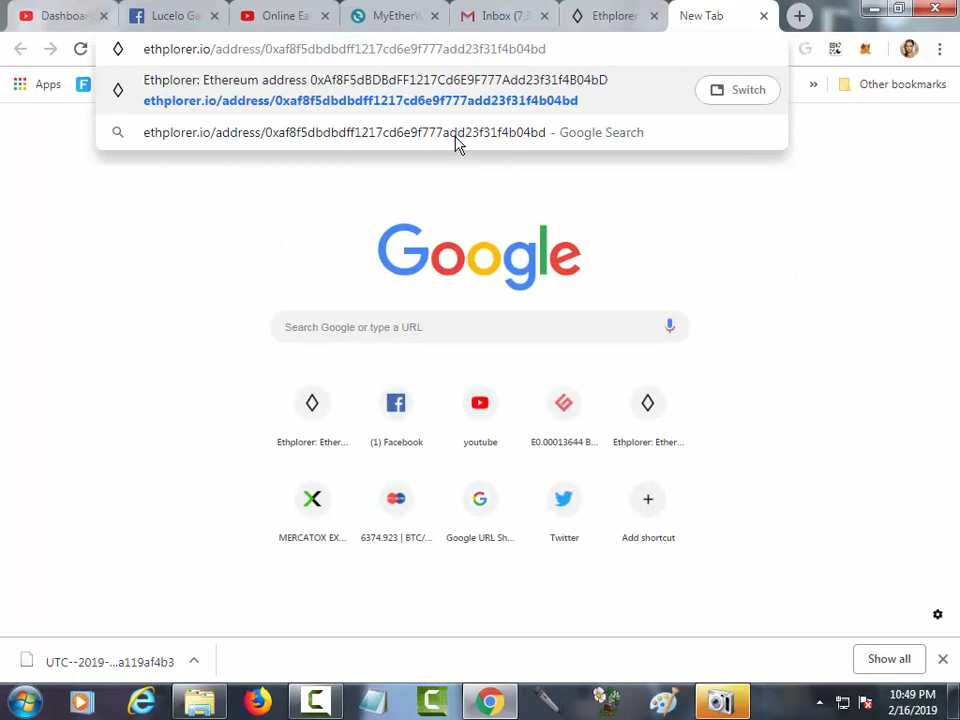 Dashboard
Lucelo Ga
Online Ea
MyEtherW
Inbox (7,3
Ethplorer
New Tab
ethplorer.io/address/0xaf8f5dbdbdff1217cd6e9f777add23f31f4b04bd
Ethplorer: Ethereum address 0xAf8F5dBDBdFF1217Cd6E9F777Add23f31f4B04bD
ethplorer.io/address/0xaf8f5dbdbdff1217cd6e9f777add23f31f4b04bd
Switch
ethplorer.io/address/0xaf8f5dbdbdff1217cd6e9f777add23f31f4b04bd - Google Search
Apps
»
Other bookmarks
Google
Search Google or type a URL
Ethplorer: Ether...
(1) Facebook
youtube
E0.00013644 B...
Ethplorer: Ether...
MERCATOX EX...
6374.923 | BTC/...
Google URL Sh...
Twitter
Add shortcut
UTC--2019-...a119af4b3
Show all
10:49 PM
2/16/2019